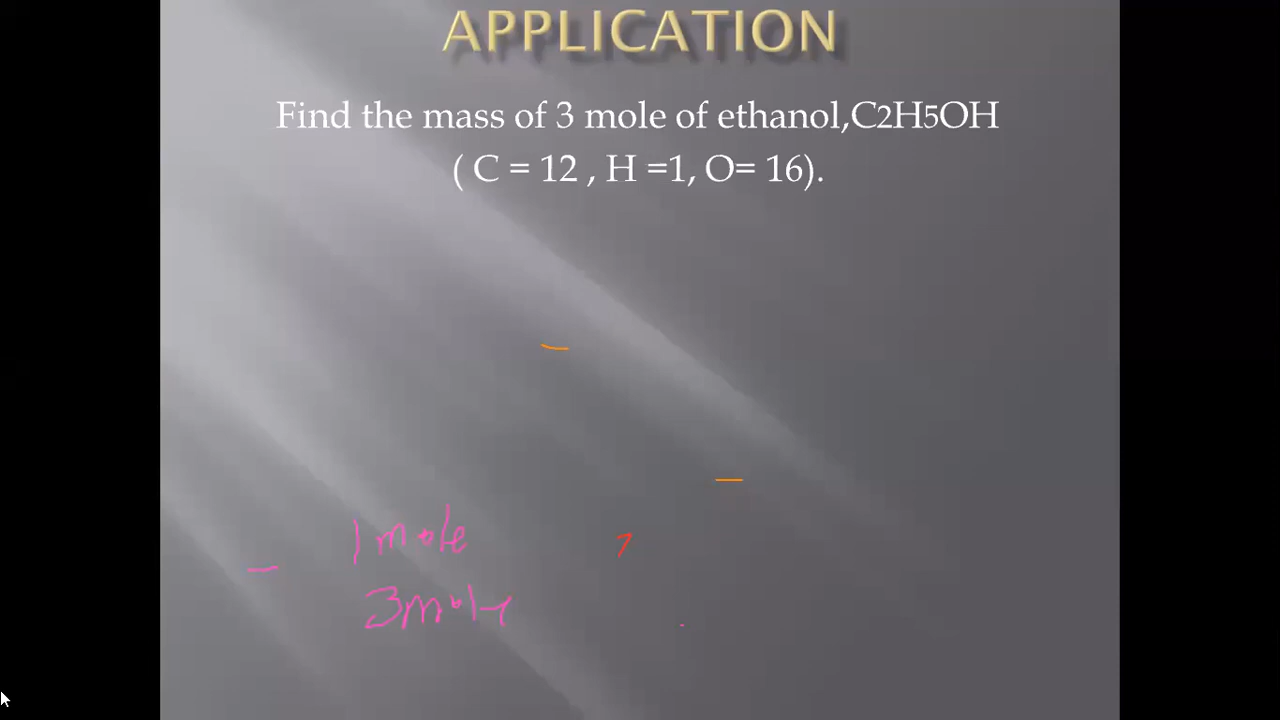 APPLICATION
Find the mass of 3 mole of ethanol,C2H5OH
( C = 12 , H =1, O= 16).
1 mole
3 mole